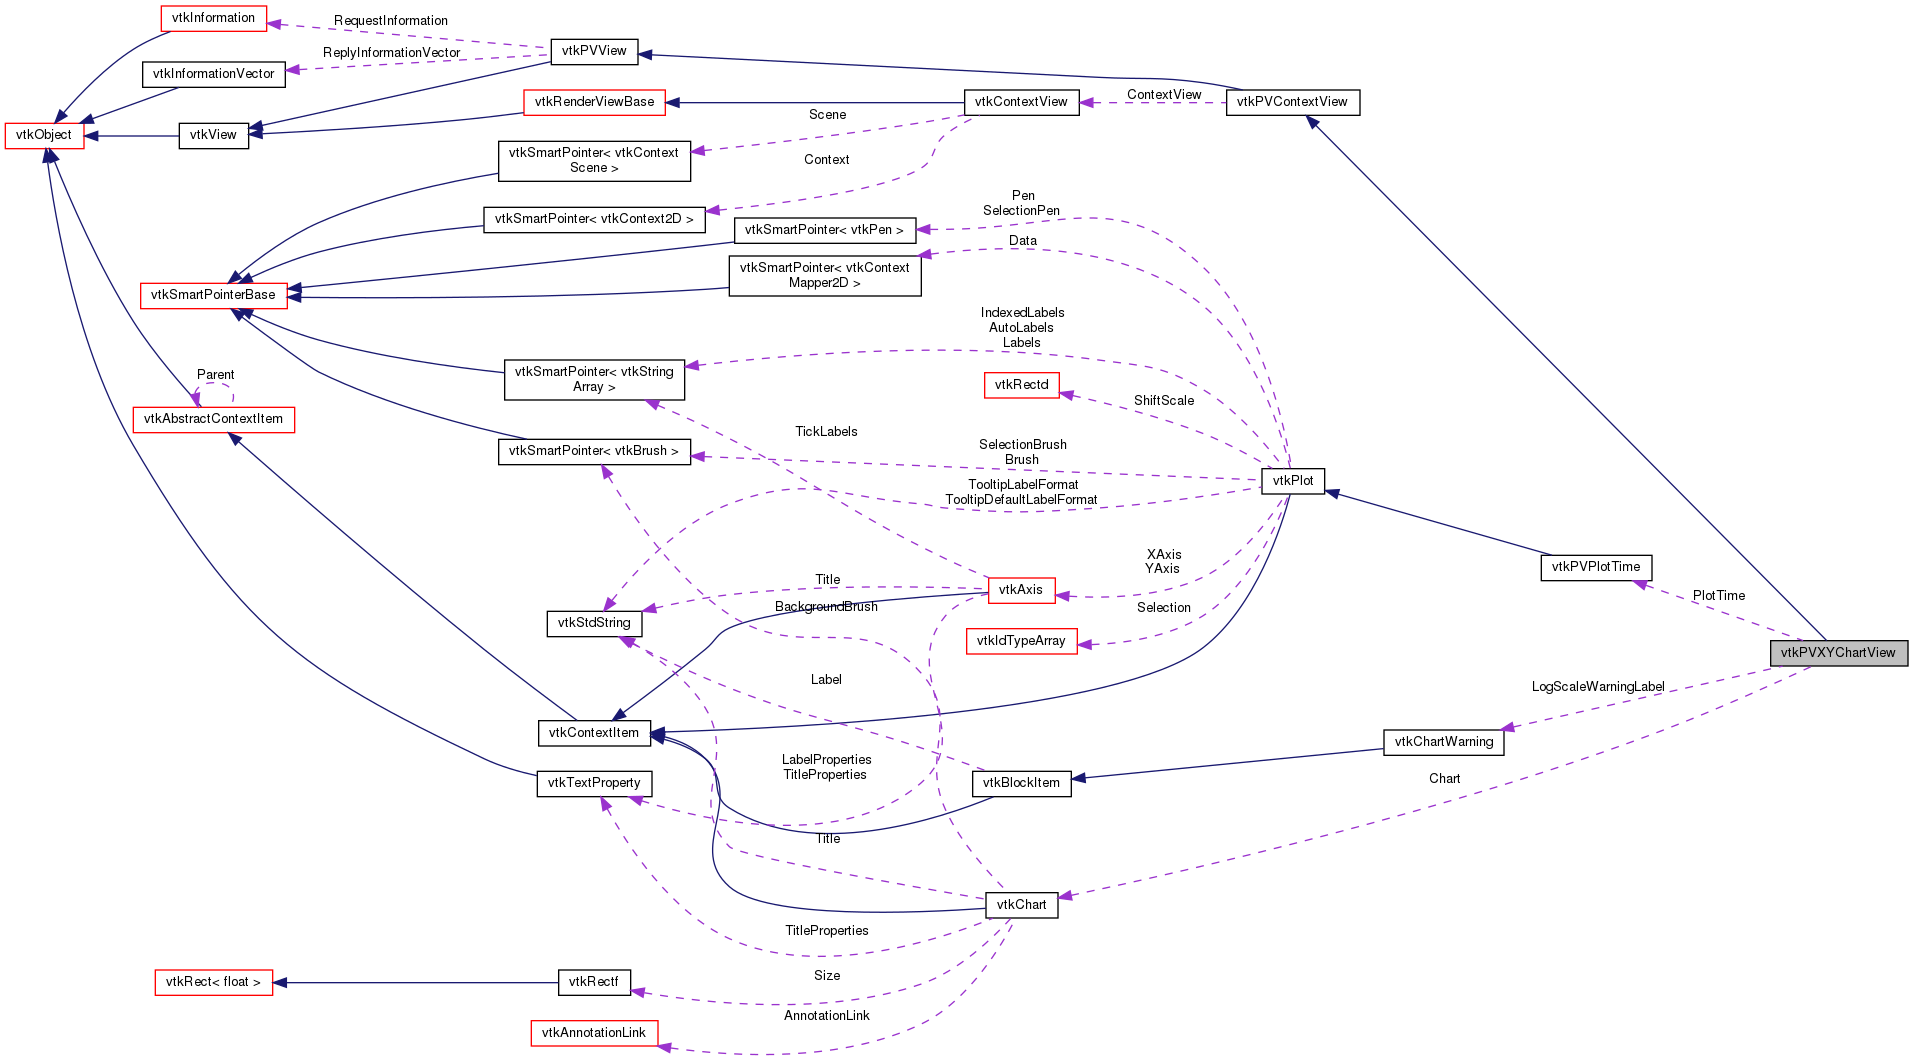 vtkInformation
RequestInformation
vtkPVView
ReplyInformationVector
vtkInformationVector
vtkRenderViewBase
vtkContextView
ContextView
vtkPVContextView
vtkObject
vtkView
Scene
vtkSmartPointer< vtkContext
Scene >
Context
vtkSmartPointer< vtkContext2D >
Pen
SelectionPen
vtkSmartPointer< vtkPen >
Data
vtkSmartPointer< vtkContext
Mapper2D >
vtkSmartPointerBase
IndexedLabels
AutoLabels
Labels
vtkSmartPointer< vtkString
Array >
vtkRectd
ShiftScale
Parent
vtkAbstractContextItem
TickLabels
vtkSmartPointer< vtkBrush >
SelectionBrush
Brush
TooltipLabelFormat
TooltipDefaultLabelFormat
vtkPlot
XAxis
YAxis
vtkPVPlotTime
Title
vtkAxis
PlotTime
BackgroundBrush
Selection
vtkStdString
vtkIdTypeArray
vtkPVXYChartView
Label
LogScaleWarningLabel
vtkContextItem
vtkChartWarning
LabelProperties
TitleProperties
vtkTextProperty
vtkBlockItem
Chart
Title
vtkChart
TitleProperties
vtkRect< float >
vtkRectf
Size
AnnotationLink
vtkAnnotationLink